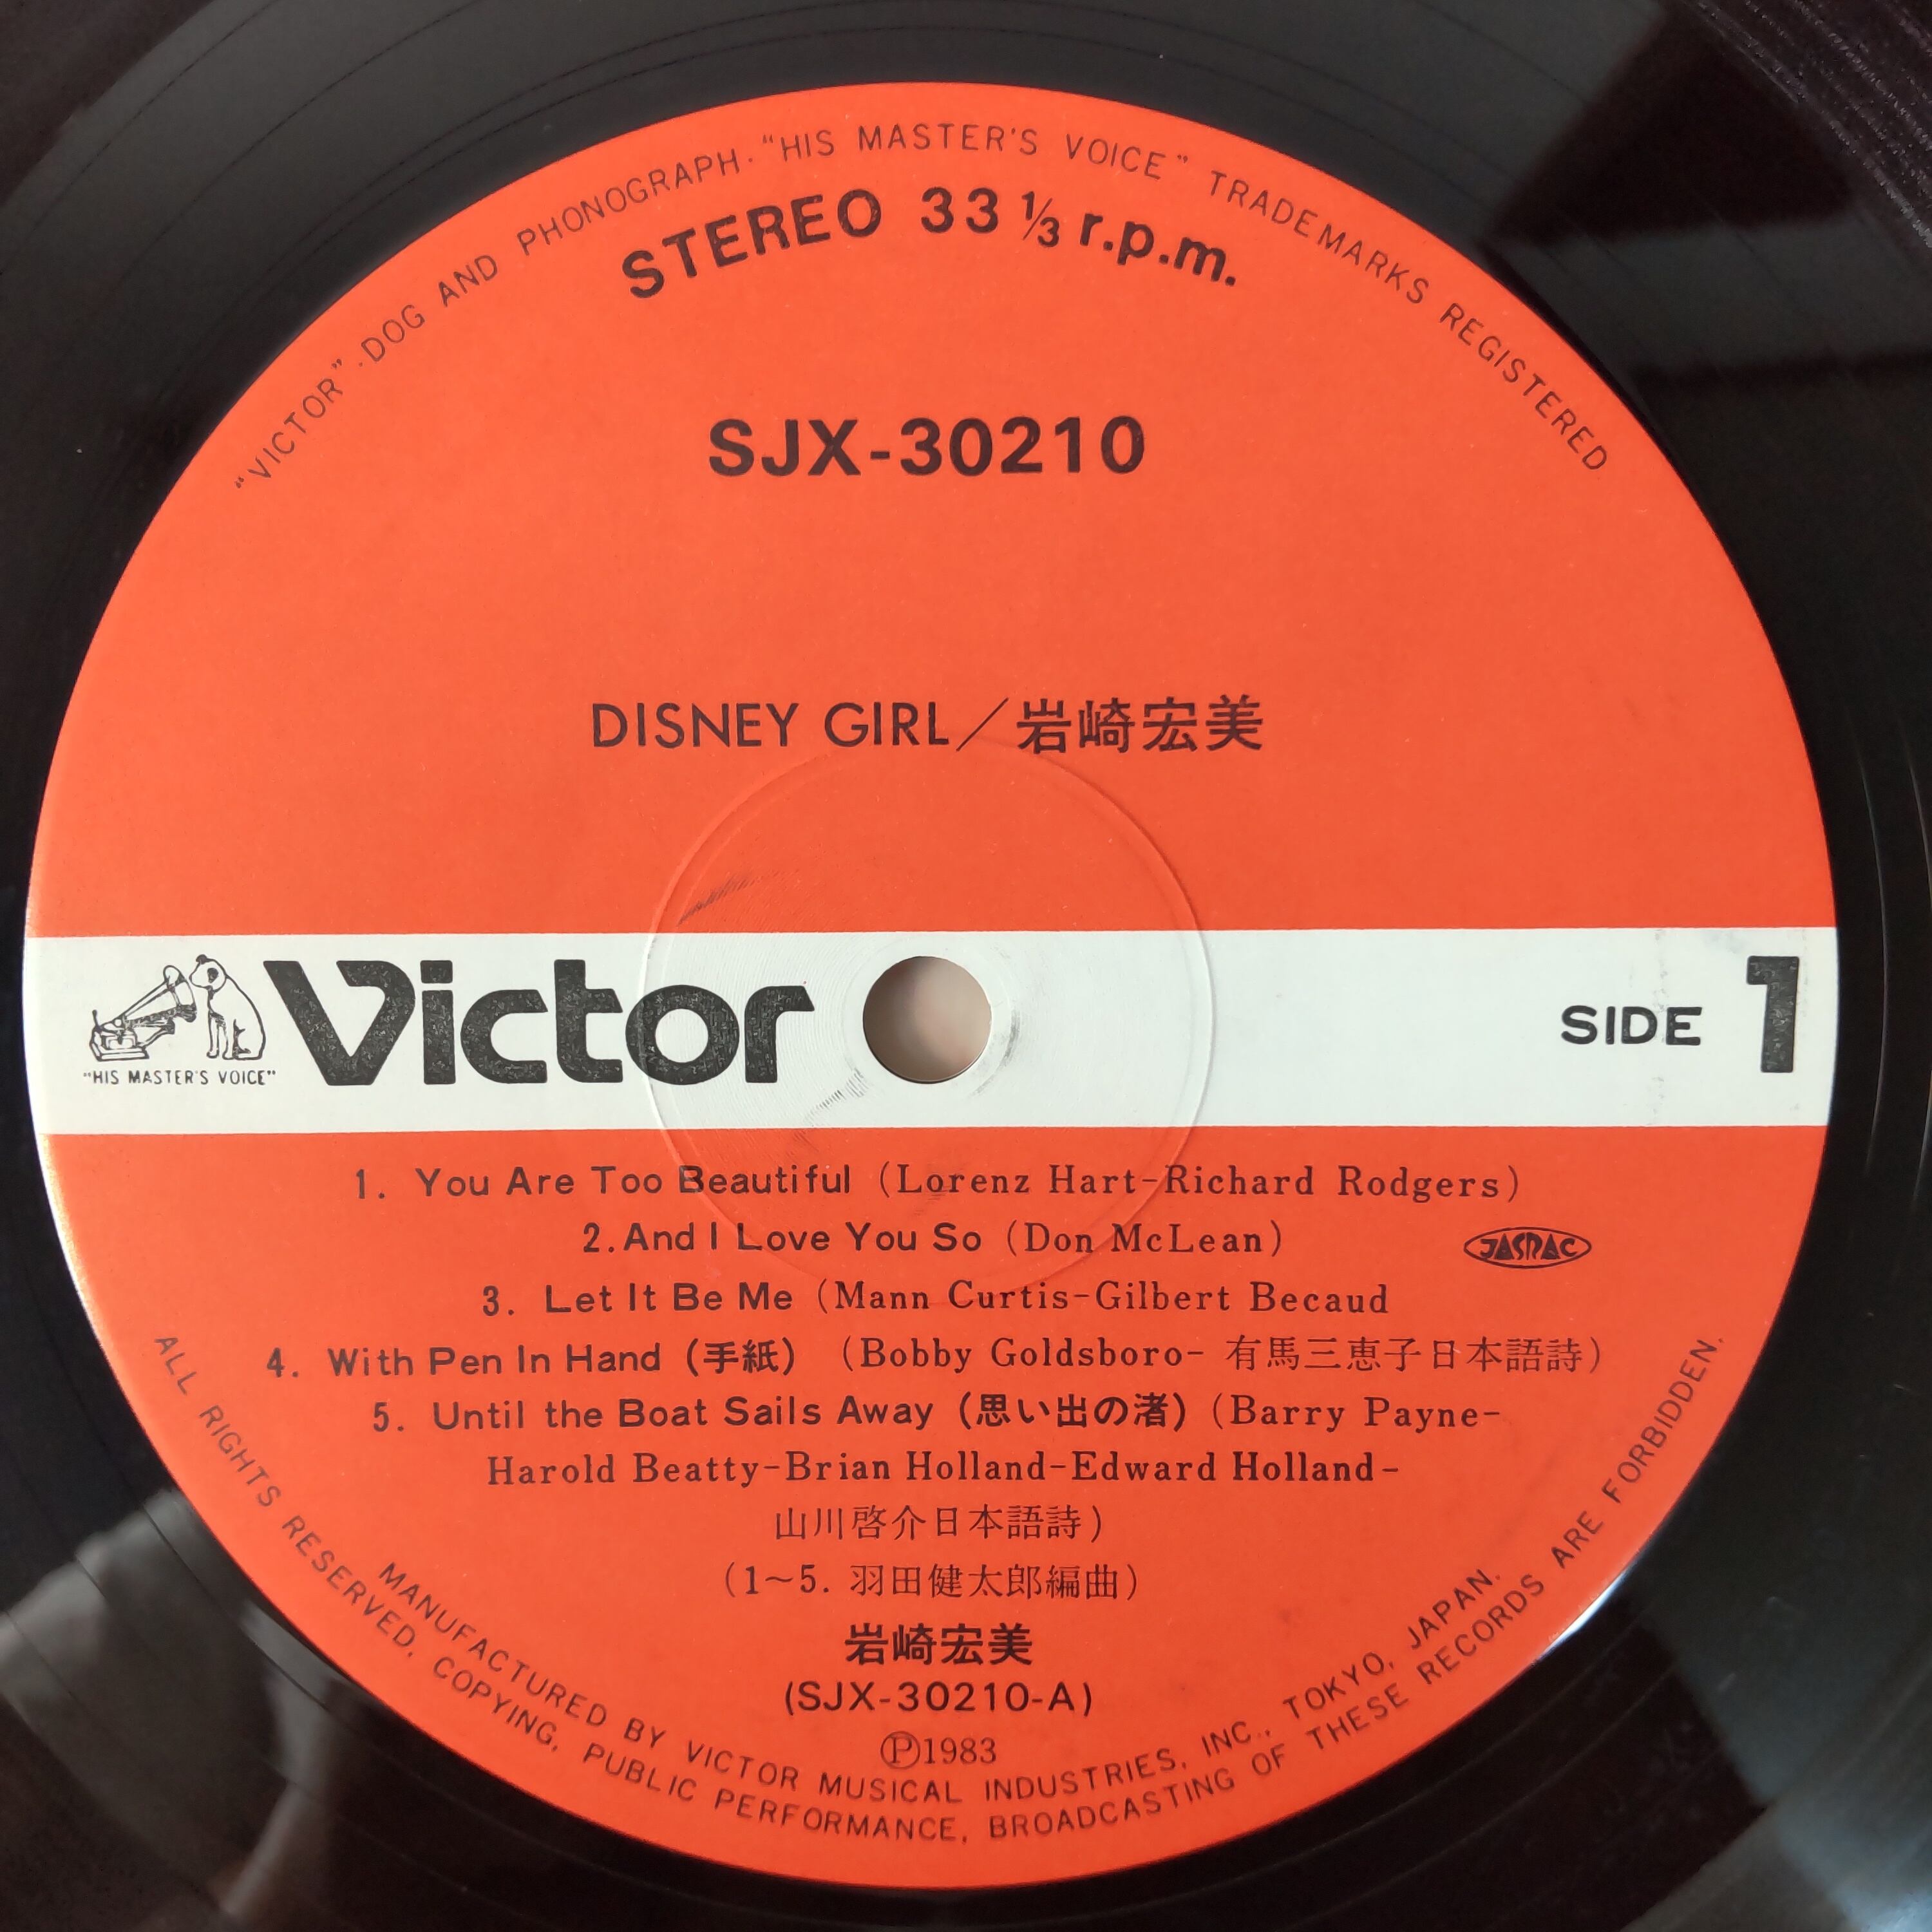 "VICTOR"·DOG AND PHONOGRAPH·"HIS MASTER'S VOICE" TRADEMARKS REGISTERED
STEREO 33 1/3 r.p.m.
SJX-30210
DISNEY GIRL／岩崎宏美
"HIS MASTER'S VOICE"
Victor
SIDE 1
1. You Are Too Beautiful (Lorenz Hart-Richard Rodgers)
2. And I Love You So (Don McLean)
JASRAC
3. Let It Be Me (Mann Curtis-Gilbert Becaud
4. With Pen In Hand (手紙) (Bobby Goldsboro- 有馬三恵子日本語詩)
5. Until the Boat Sails Away (思い出の渚) (Barry Payne-
Harold Beatty-Brian Holland-Edward Holland-
山川啓介日本語詩)
(1~5. 羽田健太郎編曲)
岩崎宏美
(SJX-30210-A)
Ⓟ1983
MANUFACTURED BY VICTOR MUSICAL INDUSTRIES, INC., TOKYO, JAPAN.
ALL RIGHTS RESERVED, COPYING, PUBLIC PERFORMANCE, BROADCASTING OF THESE RECORDS ARE FORBIDDEN.